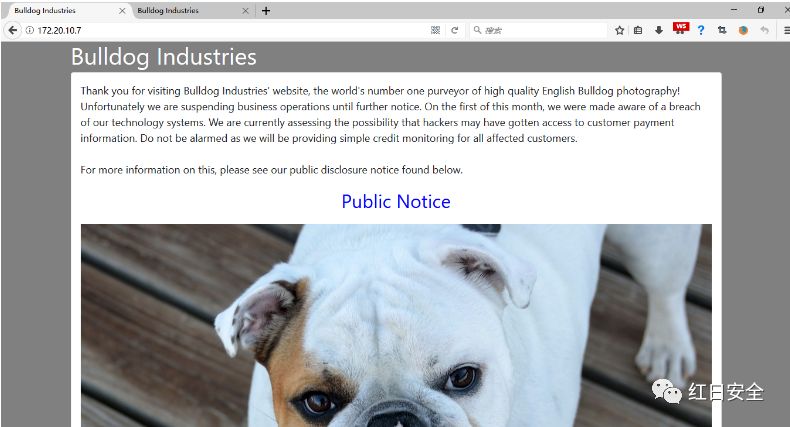 Bulldog Industries
Bulldog Industries
172.20.10.7
搜索
Bulldog Industries
Thank you for visiting Bulldog Industries' website, the world's number one purveyor of high quality English Bulldog photography!
Unfortunately we are suspending business operations until further notice. On the first of this month, we were made aware of a breach
of our technology systems. We are currently assessing the possibility that hackers may have gotten access to customer payment
information. Do not be alarmed as we will be providing simple credit monitoring for all affected customers.
For more information on this, please see our public disclosure notice found below.
Public Notice
红日安全